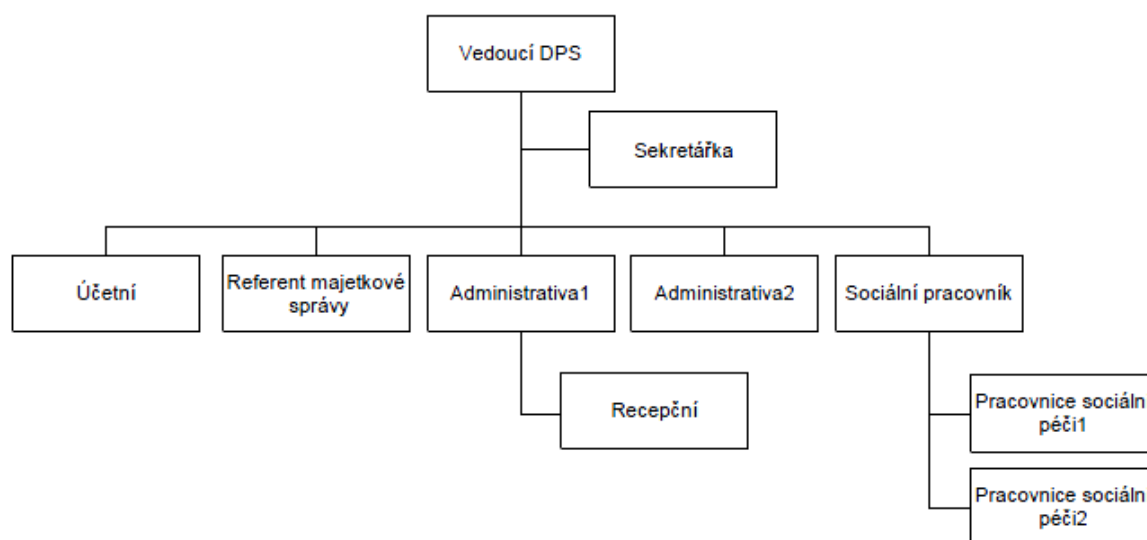 Vedoucí DPS
Sekretářka
Účetní
Referent majetkové
správy
Administrativa1
Administrativa2
Sociální pracovník
Recepční
Pracovnice sociáln
péči1
Pracovnice sociáln
péči2